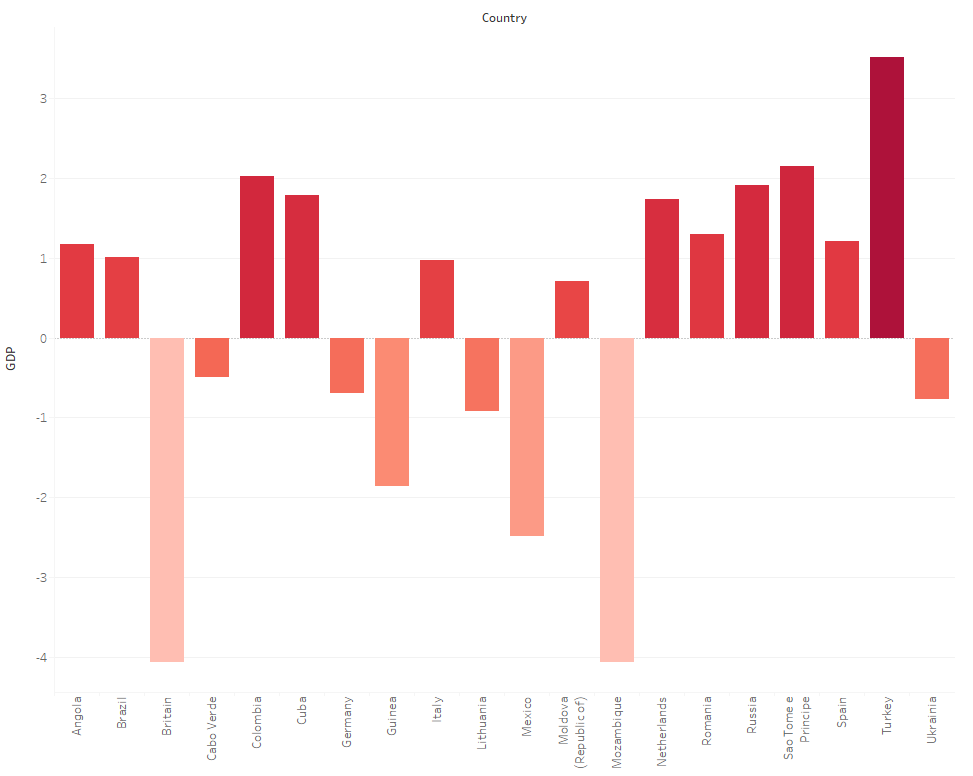 Country
GDP
3
2
1
0
-1
-2
-3
-4
Angola
Brazil
Britain
Cabo Verde
Colombia
Cuba
Germany
Guinea
Italy
Lithuania
Mexico
Moldova
(Republic of)
Mozambique
Netherlands
Romania
Russia
Sao Tome e
Principe
Spain
Turkey
Ukrainia